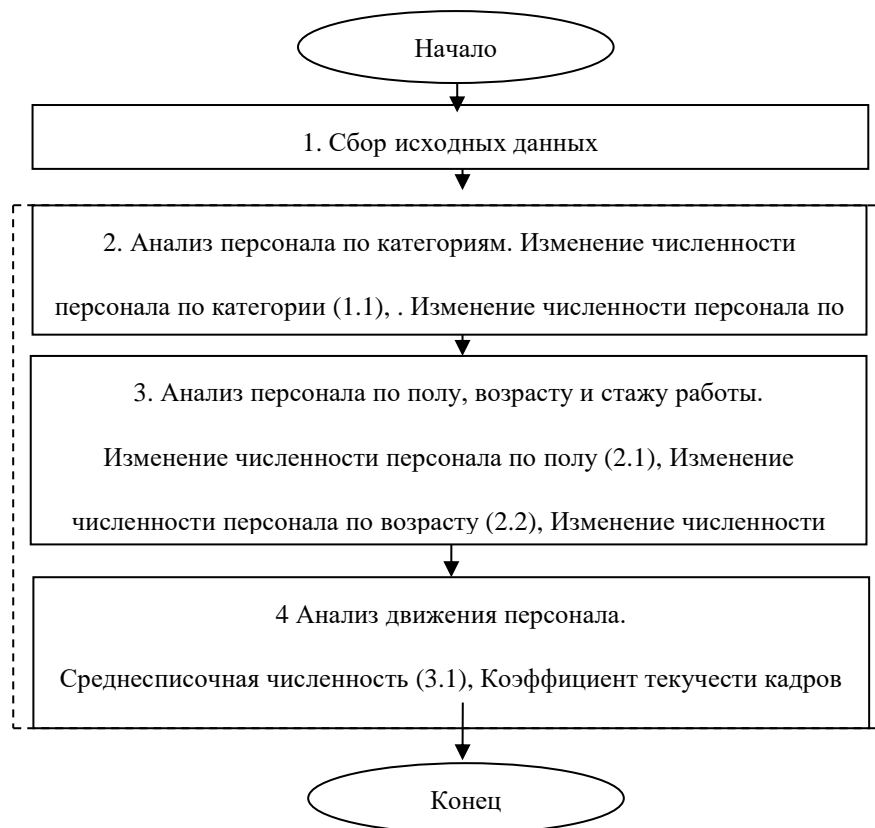 Начало
1. Сбор исходных данных
2. Анализ персонала по категориям. Изменение численности
персонала по категории (1.1), . Изменение численности персонала по
3. Анализ персонала по полу, возрасту и стажу работы.
Изменение численности персонала по полу (2.1), Изменение
численности персонала по возрасту (2.2), Изменение численности
4 Анализ движения персонала.
Среднесписочная численность (3.1), Коэффициент текучести кадров
Конец